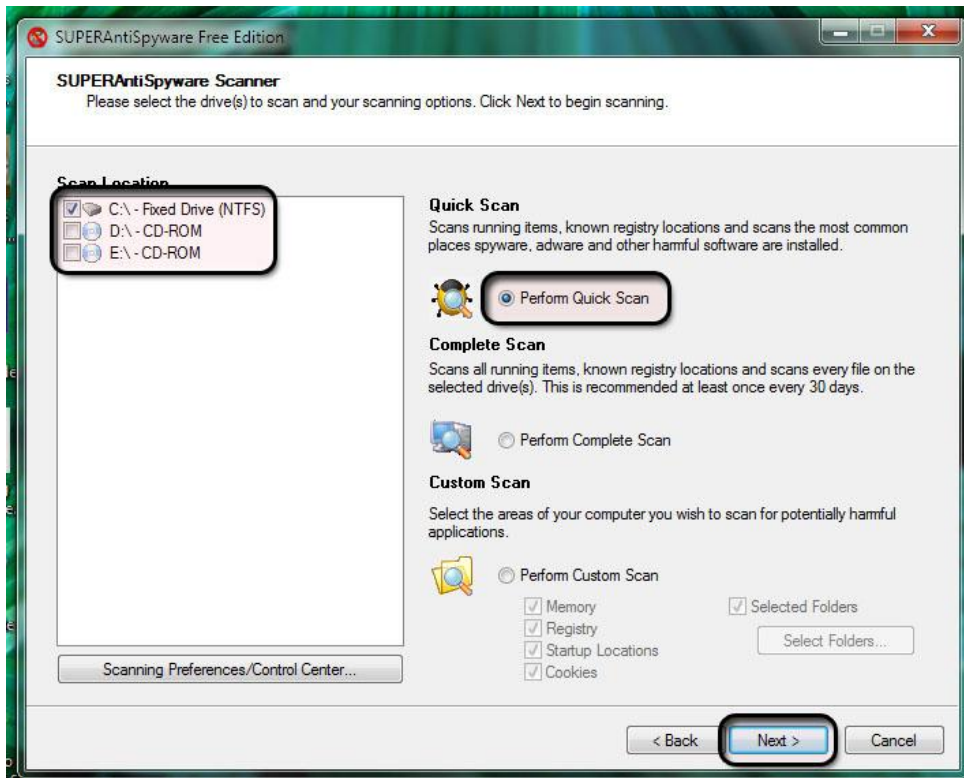 SUPERAntiSpyware Free Edition
SUPERAntiSpyware Scanner
Please select the drive(s) to scan and your scanning options. Click Next to begin scanning.
Scan Location
C:\ - Fixed Drive (NTFS)
D:\ - CD-ROM
E:\ - CD-ROM
Scanning Preferences/Control Center...
Quick Scan
Scans running items, known registry locations and scans the most common
places spyware, adware and other harmful software are installed.
Perform Quick Scan
Complete Scan
Scans all running items, known registry locations and scans every file on the
selected drive(s). This is recommended at least once every 30 days.
Perform Complete Scan
Custom Scan
Select the areas of your computer you wish to scan for potentially harmful
applications.
Perform Custom Scan
Memory
Registry
Startup Locations
Cookies
Selected Folders
Select Folders...
< Back
Next >
Cancel